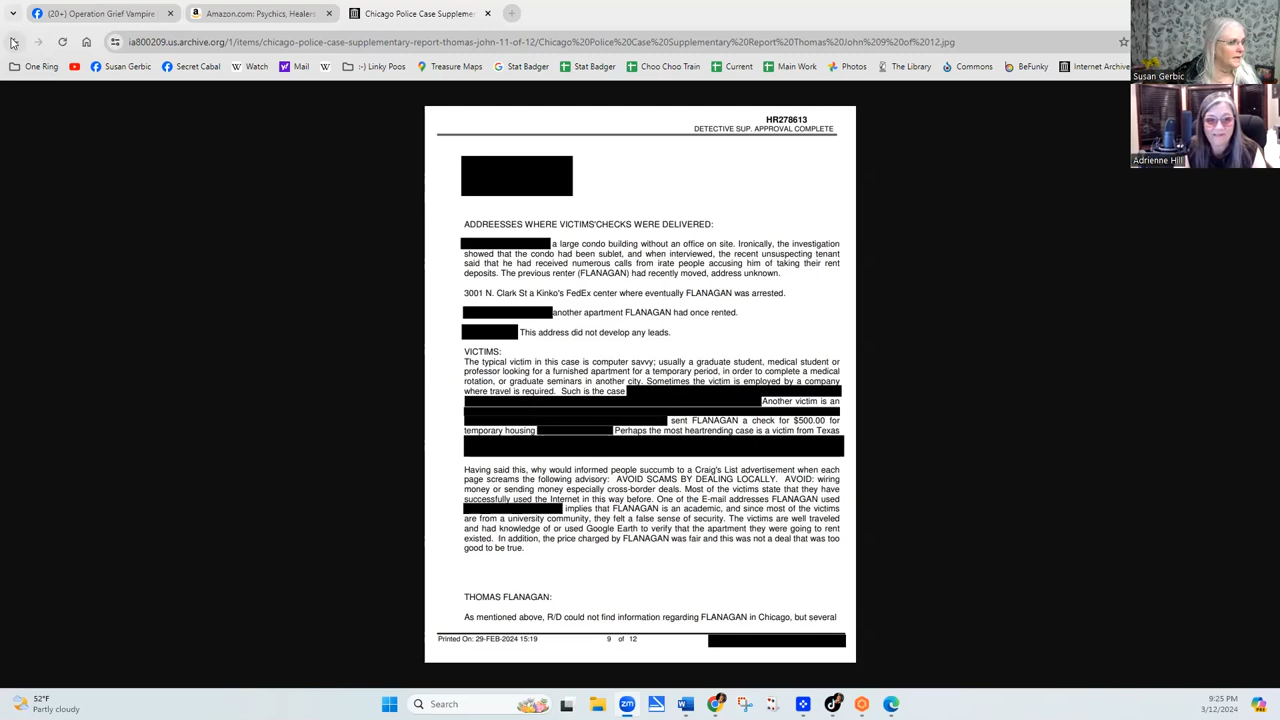 (20+) Operation Grief Vampire
Amazon.com: Psychics, Healers
Chicago Police Case Suppleme
ia800209.us.archive.org/1/items/chicago-police-case-supplementary-report-thomas-john-11-of-12/Chicago%20Police%20Case%20Supplementary%20Report%20Thomas%20John%209%20of%2012.jpg
One Ring
Susan Gerbic
Secret Cabal
Watch
Mail
:-) Linky Poos
Treasure Maps
Stat Badger
Choo Choo Train
Current
Main Work
The Library
Commons
BeFunky
Internet Archive
Susan Gerbic
Adrienne Hill
HR278613
DETECTIVE SUP. APPROVAL COMPLETE
ADDREESSES WHERE VICTIMS'CHECKS WERE DELIVERED:
a large condo building without an office on site. Ironically, the investigation
showed that the condo had been sublet, and when interviewed, the recent unsuspecting tenant
said that he had received numerous calls from irate people accusing him of taking their rent
deposits. The previous renter (FLANAGAN) had recently moved, address unknown.
3001 N. Clark St a Kinko's FedEx center where eventually FLANAGAN was arrested.
another apartment FLANAGAN had once rented.
This address did not develop any leads.
VICTIMS:
The typical victim in this case is computer savvy; usually a graduate student, medical student or
professor looking for a furnished apartment for a temporary period, in order to complete a medical
rotation, or graduate seminars in another city. Sometimes the victim is employed by a company
where travel is required. Such is the case
Another victim is an
sent FLANAGAN a check for $500.00 for
temporary housing Perhaps the most heartrending case is a victim from Texas
Having said this, why would informed people succumb to a Craig's List advertisement when each
page screams the following advisory: AVOID SCAMS BY DEALING LOCALLY. AVOID: wiring
money or sending money especially cross-border deals. Most of the victims state that they have
successfully used the Internet in this way before. One of the E-mail addresses FLANAGAN used
implies that FLANAGAN is an academic, and since most of the victims
are from a university community, they felt a false sense of security. The victims are well traveled
and had knowledge of or used Google Earth to verify that the apartment they were going to rent
existed. In addition, the price charged by FLANAGAN was fair and this was not a deal that was too
good to be true.
THOMAS FLANAGAN:
As mentioned above, R/D could not find information regarding FLANAGAN in Chicago, but several
Printed On: 29-FEB-2024 15:19 9 of 12
52°F
Partly cloudy
Search
9:25 PM
3/12/2024